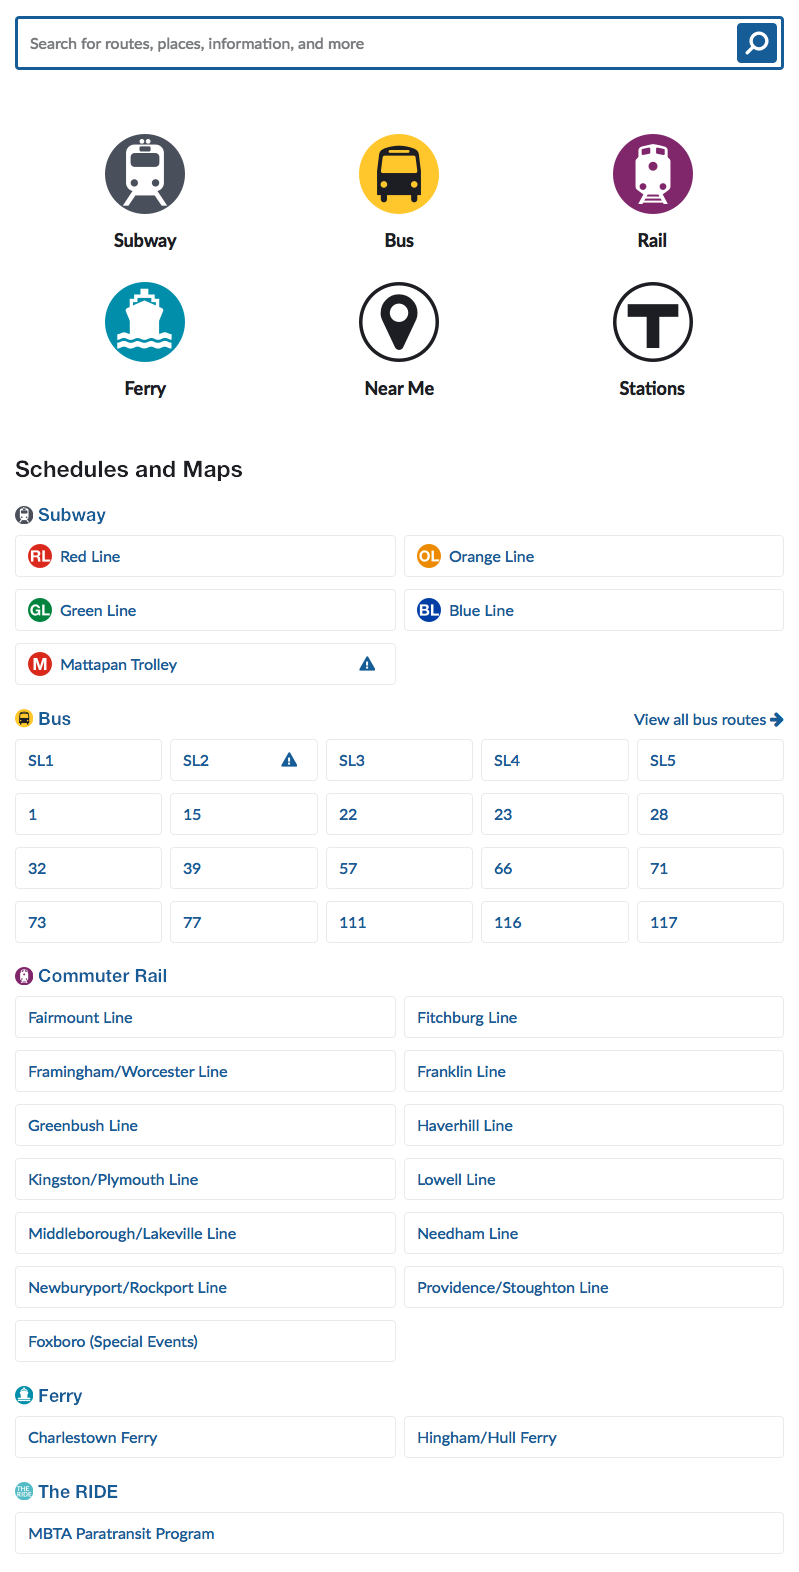 Search for routes, places, information, and more
Subway Bus Rail
Ferry Near Me Stations
Schedules and Maps
Subway
RL Red Line OL Orange Line
GL Green Line BL Blue Line
M Mattapan Trolley
Bus View all bus routes
SL1 SL2 SL3 SL4 SL5
1 15 22 23 28
32 39 57 66 71
73 77 111 116 117
Commuter Rail
Fairmount Line Fitchburg Line
Framingham/Worcester Line Franklin Line
Greenbush Line Haverhill Line
Kingston/Plymouth Line Lowell Line
Middleborough/Lakeville Line Needham Line
Newburyport/Rockport Line Providence/Stoughton Line
Foxboro (Special Events)
Ferry
Charlestown Ferry Hingham/Hull Ferry
THE RIDE The RIDE
MBTA Paratransit Program